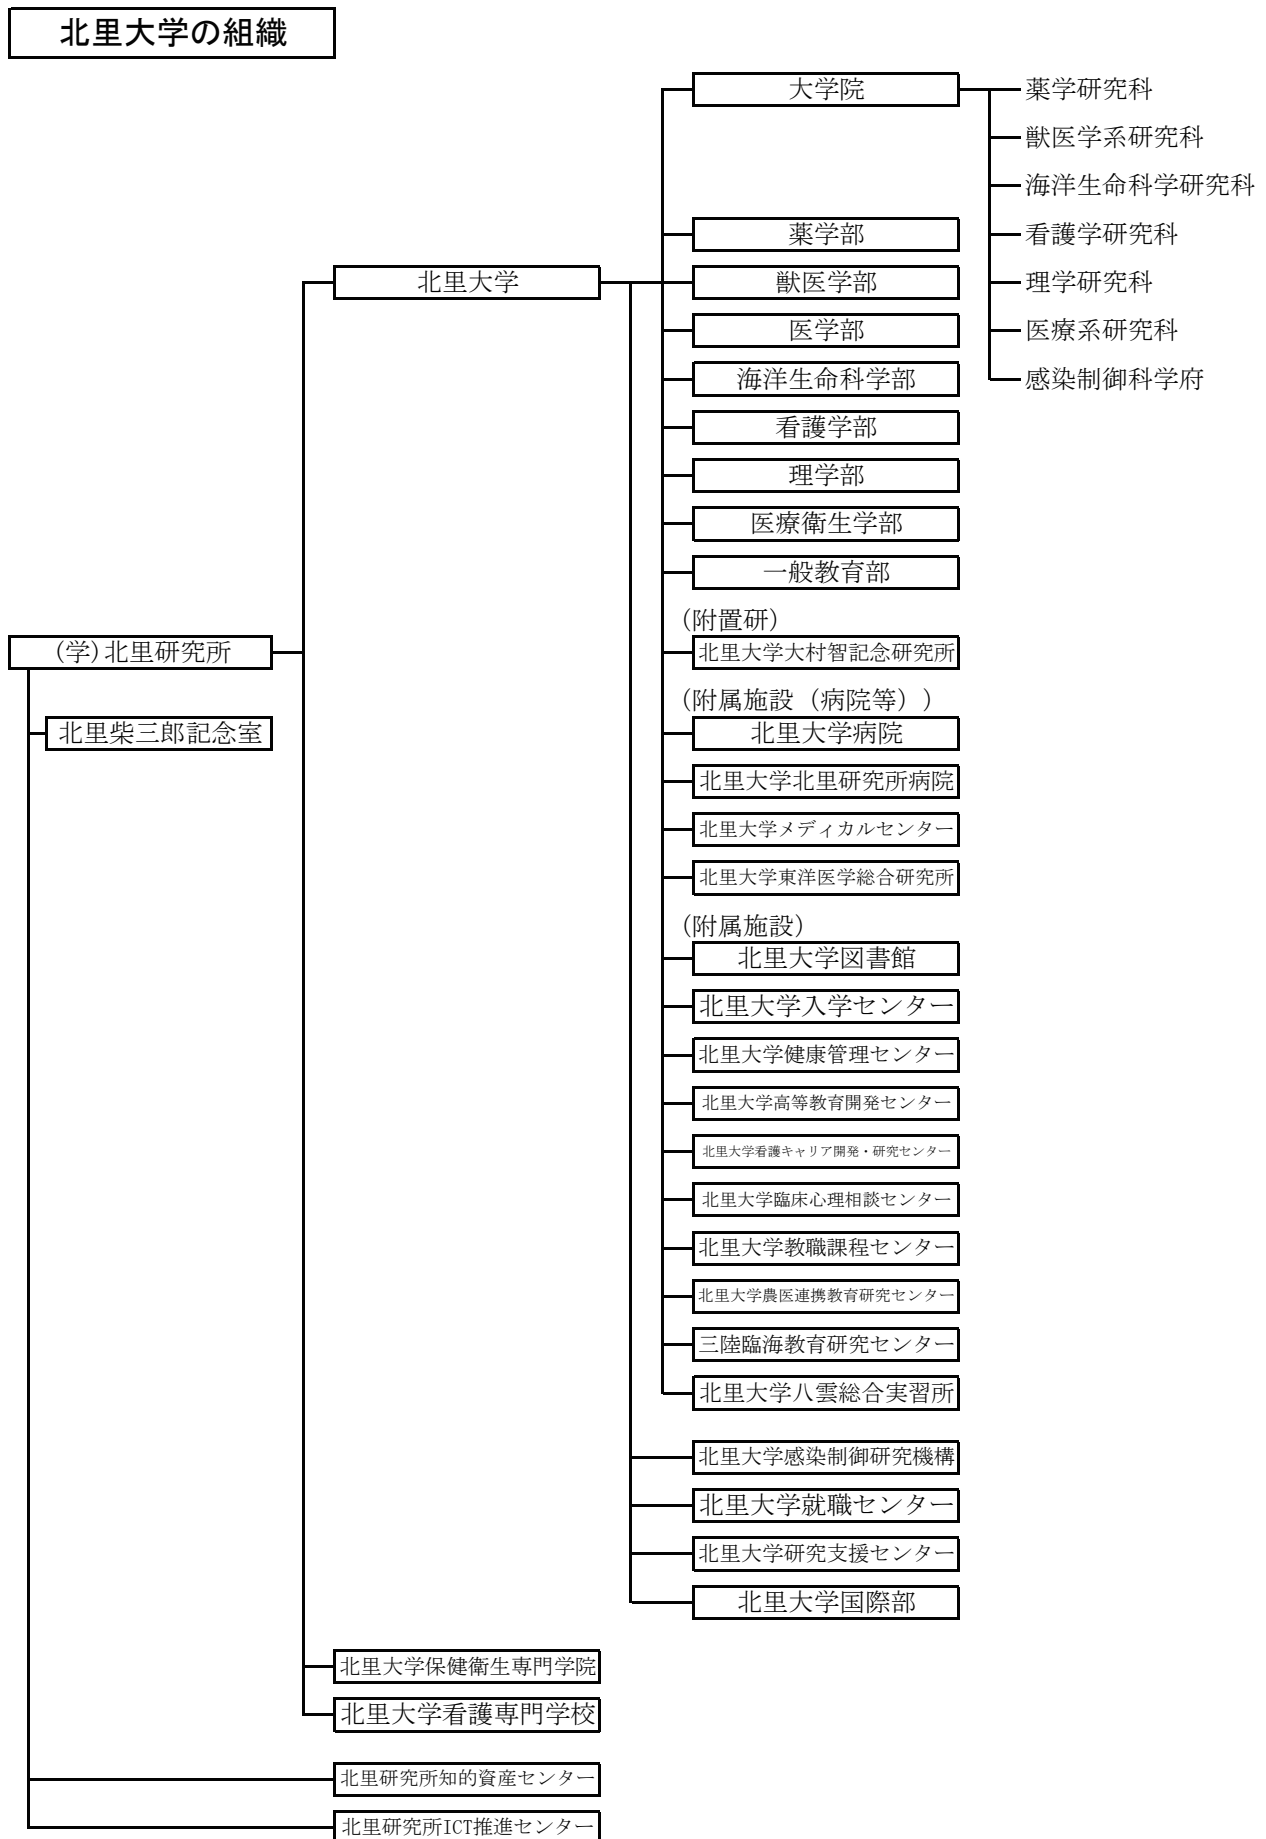 北里大学の組織
大学院
薬学研究科
獣医学系研究科
海洋生命科学研究科
薬学部
看護学研究科
北里大学
獣医学部
理学研究科
医学部
医療系研究科
海洋生命科学部
感染制御科学府
看護学部
理学部
医療衛生学部
一般教育部
(附置研)
(学)北里研究所
北里大学大村智記念研究所
(附属施設（病院等）)
北里柴三郎記念室
北里大学病院
北里大学北里研究所病院
北里大学メディカルセンター
北里大学東洋医学総合研究所
(附属施設)
北里大学図書館
北里大学入学センター
北里大学健康管理センター
北里大学高等教育開発センター
北里大学看護キャリア開発・研究センター
北里大学臨床心理相談センター
北里大学教職課程センター
北里大学農医連携教育研究センター
三陸臨海教育研究センター
北里大学八雲総合実習所
北里大学感染制御研究機構
北里大学就職センター
北里大学研究支援センター
北里大学国際部
北里大学保健衛生専門学院
北里大学看護専門学校
北里研究所知的資産センター
北里研究所ICT推進センター